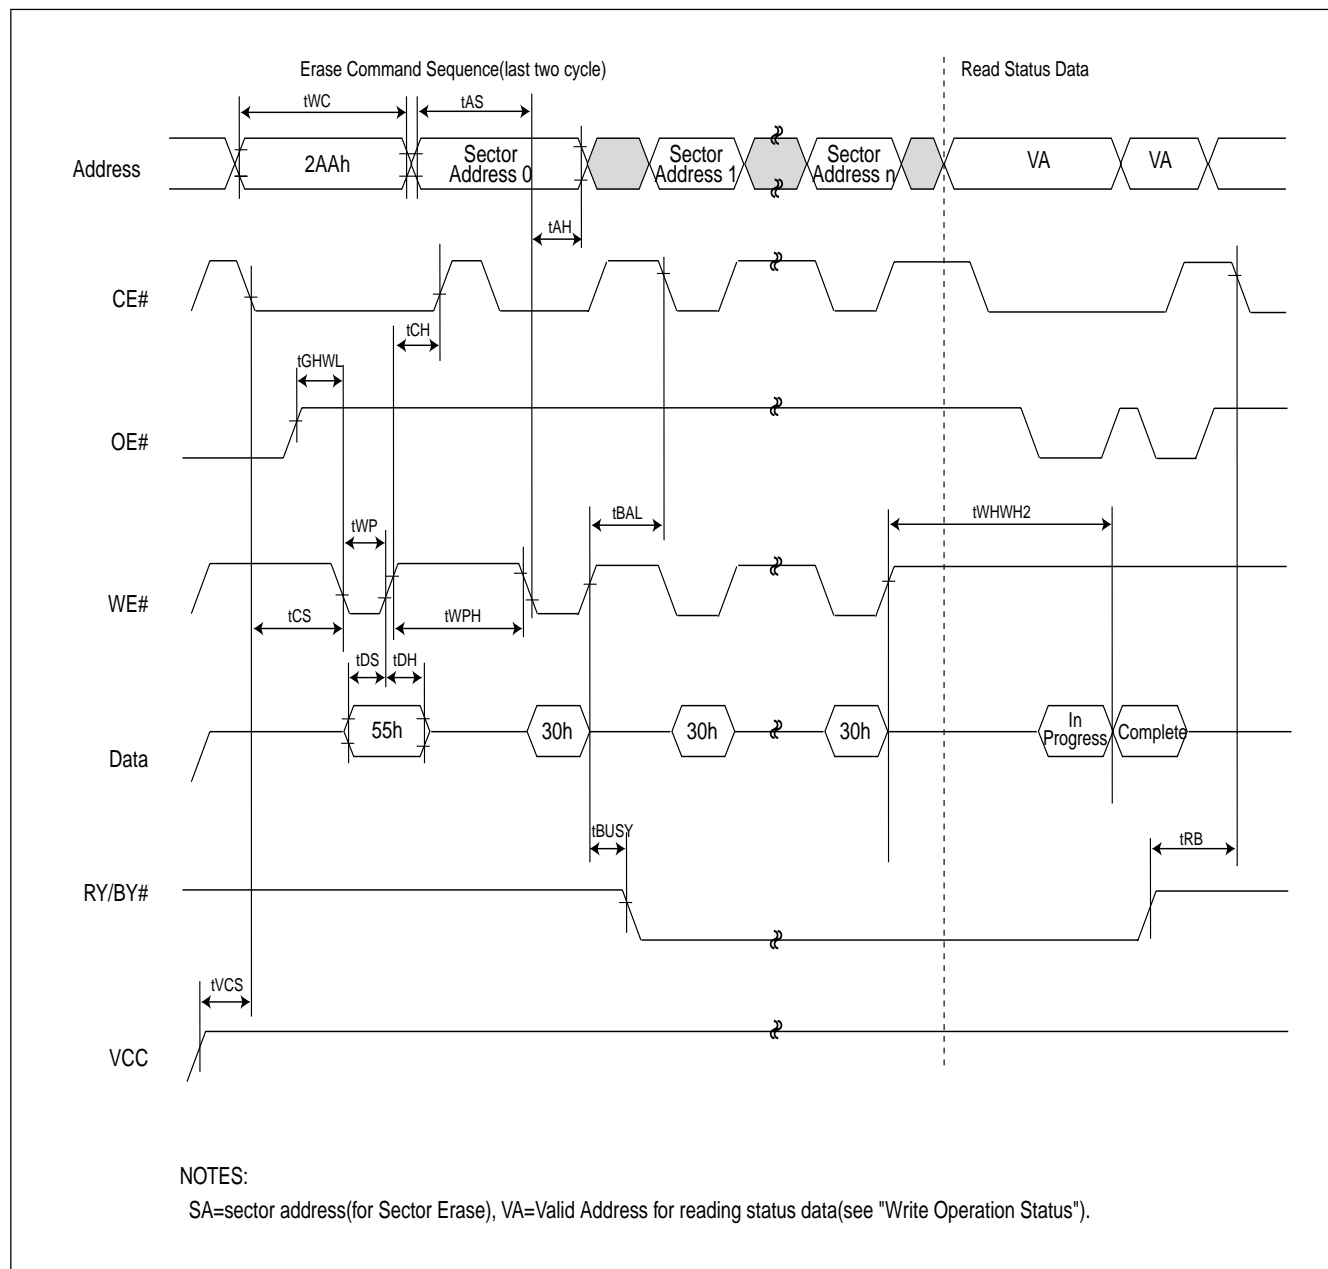 Erase Command Sequence(last two cycle)
Read Status Data
tWC
tAS
Address
2AAh
Sector
Address 0
Sector
Address 1
Sector
Address n
VA
VA
tAH
CE#
tCH
tGHWL
OE#
tBAL
tWHWH2
tWP
WE#
tCS
tWPH
tDS
tDH
Data
55h
30h
30h
30h
In
Progress
Complete
tBUSY
tRB
RY/BY#
tVCS
VCC
NOTES:
SA=sector address(for Sector Erase), VA=Valid Address for reading status data(see "Write Operation Status").